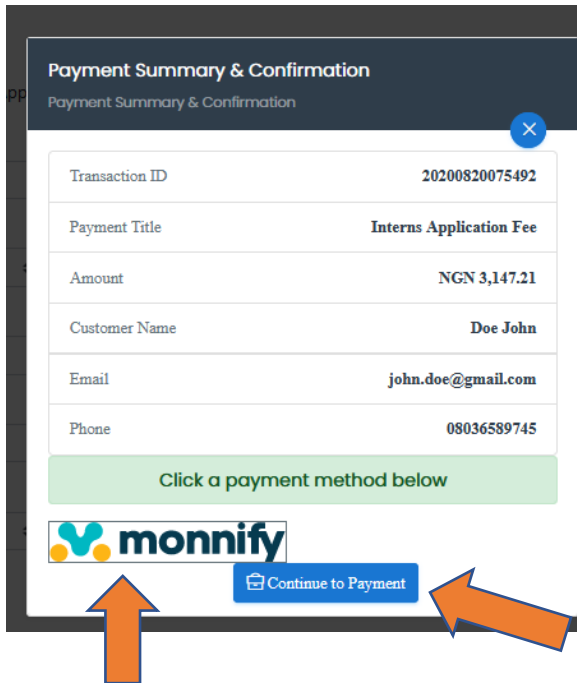 Payment Summary & Confirmation
pp
Payment Summary & Confirmation
Transaction ID 20200820075492
Payment Title Interns Application Fee
Amount NGN 3,147.21
Customer Name Doe John
Email john.doe@gmail.com
Phone 08036589745
Click a payment method below
monnify
Continue to Payment